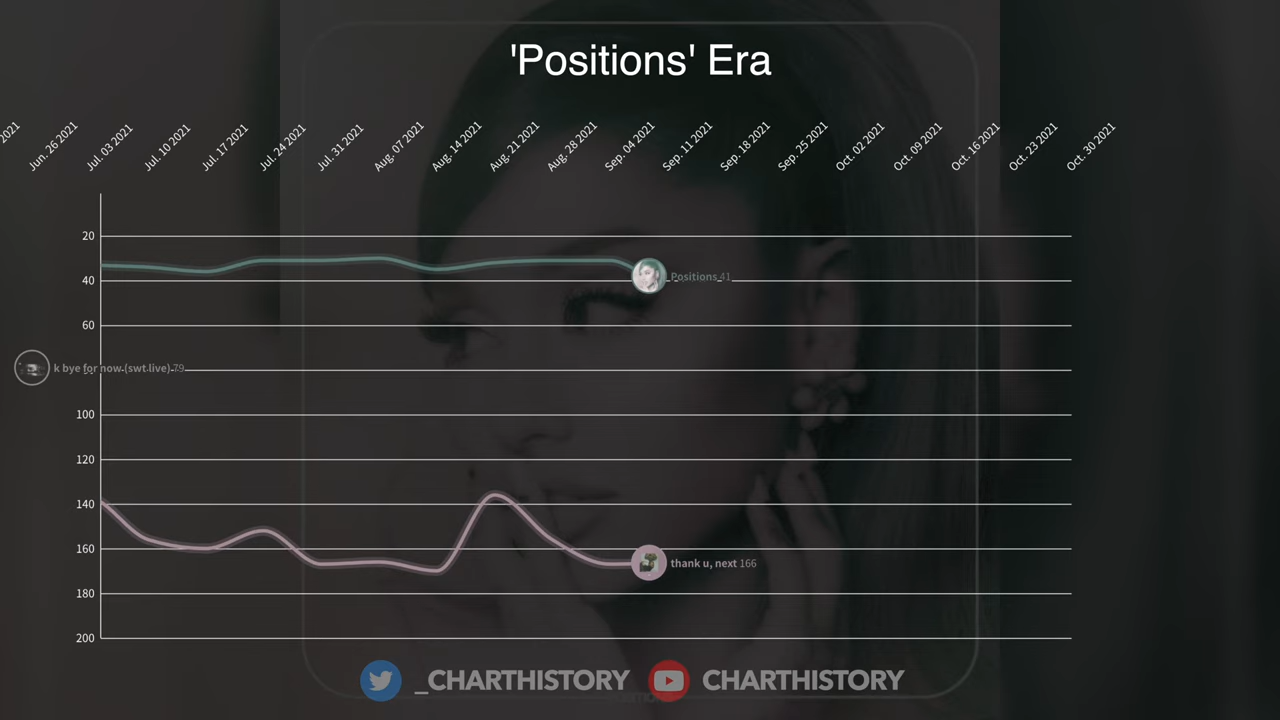 'Positions' Era
2021
Jun. 26 2021
Jul. 03 2021
Jul. 10 2021
Jul. 17 2021
Jul. 24 2021
Jul. 31 2021
Aug. 07 2021
Aug. 14 2021
Aug. 21 2021
Aug. 28 2021
Sep. 04 2021
Sep. 11 2021
Sep. 18 2021
Sep. 25 2021
Oct. 02 2021
Oct. 09 2021
Oct. 16 2021
Oct. 23 2021
Oct. 30 2021
20
Positions 41
40
60
k bye for now (swt live) 79
100
120
140
160
thank u, next 166
180
200
_CHARTHISTORY
CHARTHISTORY